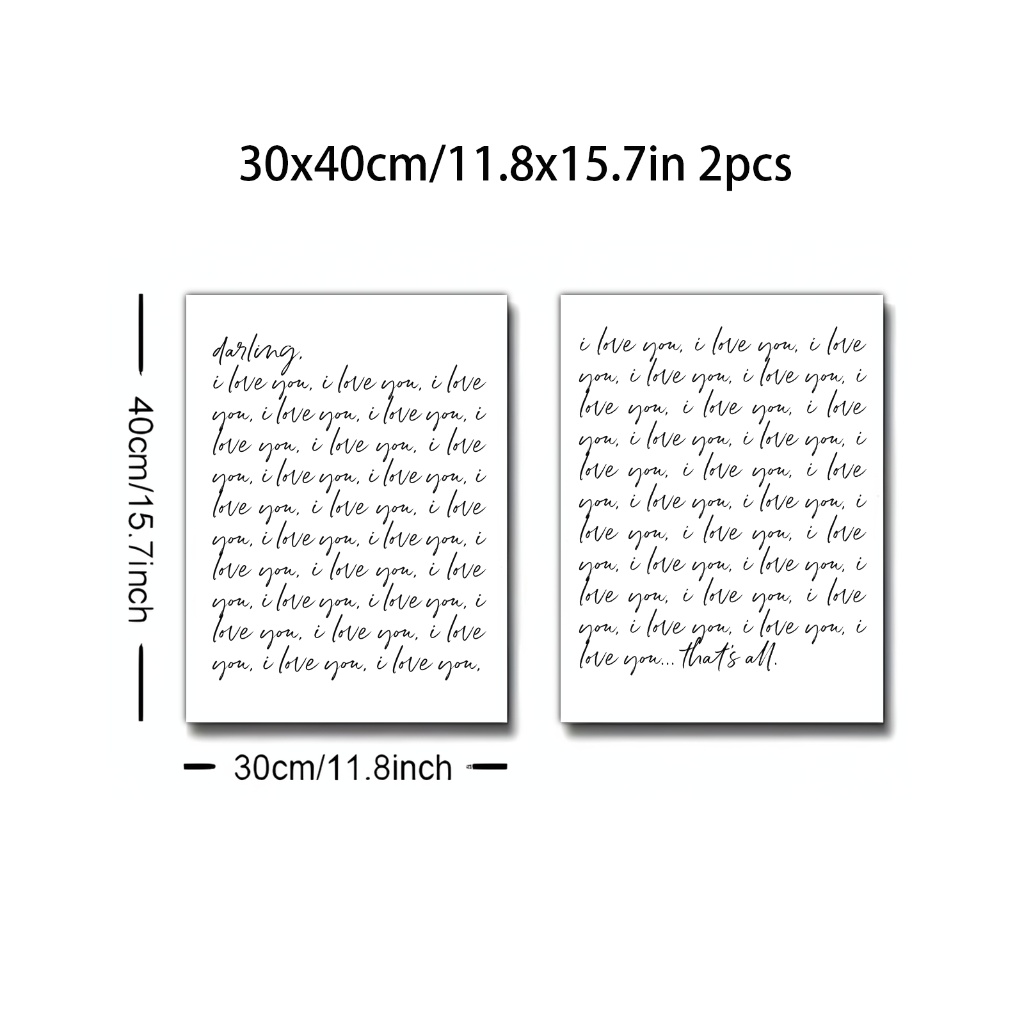 30x40cm/11.8x15.7in 2pcs
40cm/15.7inch
darling,
i love you, i love you, i love
you, i love you, i love you, i
love you, i love you, i love
you, i love you, i love you, i
love you, i love you, i love
you, i love you, i love you, i
love you, i love you, i love
you, i love you, i love you, i
love you, i love you, i love
you, i love you, i love you,
30cm/11.8inch
i love you, i love you, i love
you, i love you, i love you, i
love you, i love you, i love
you, i love you, i love you, i
love you, i love you, i love
you, i love you, i love you, i
love you, i love you, i love
you, i love you, i love you, i
love you, i love you, i love
you, i love you, i love you, i
love you... that's all.